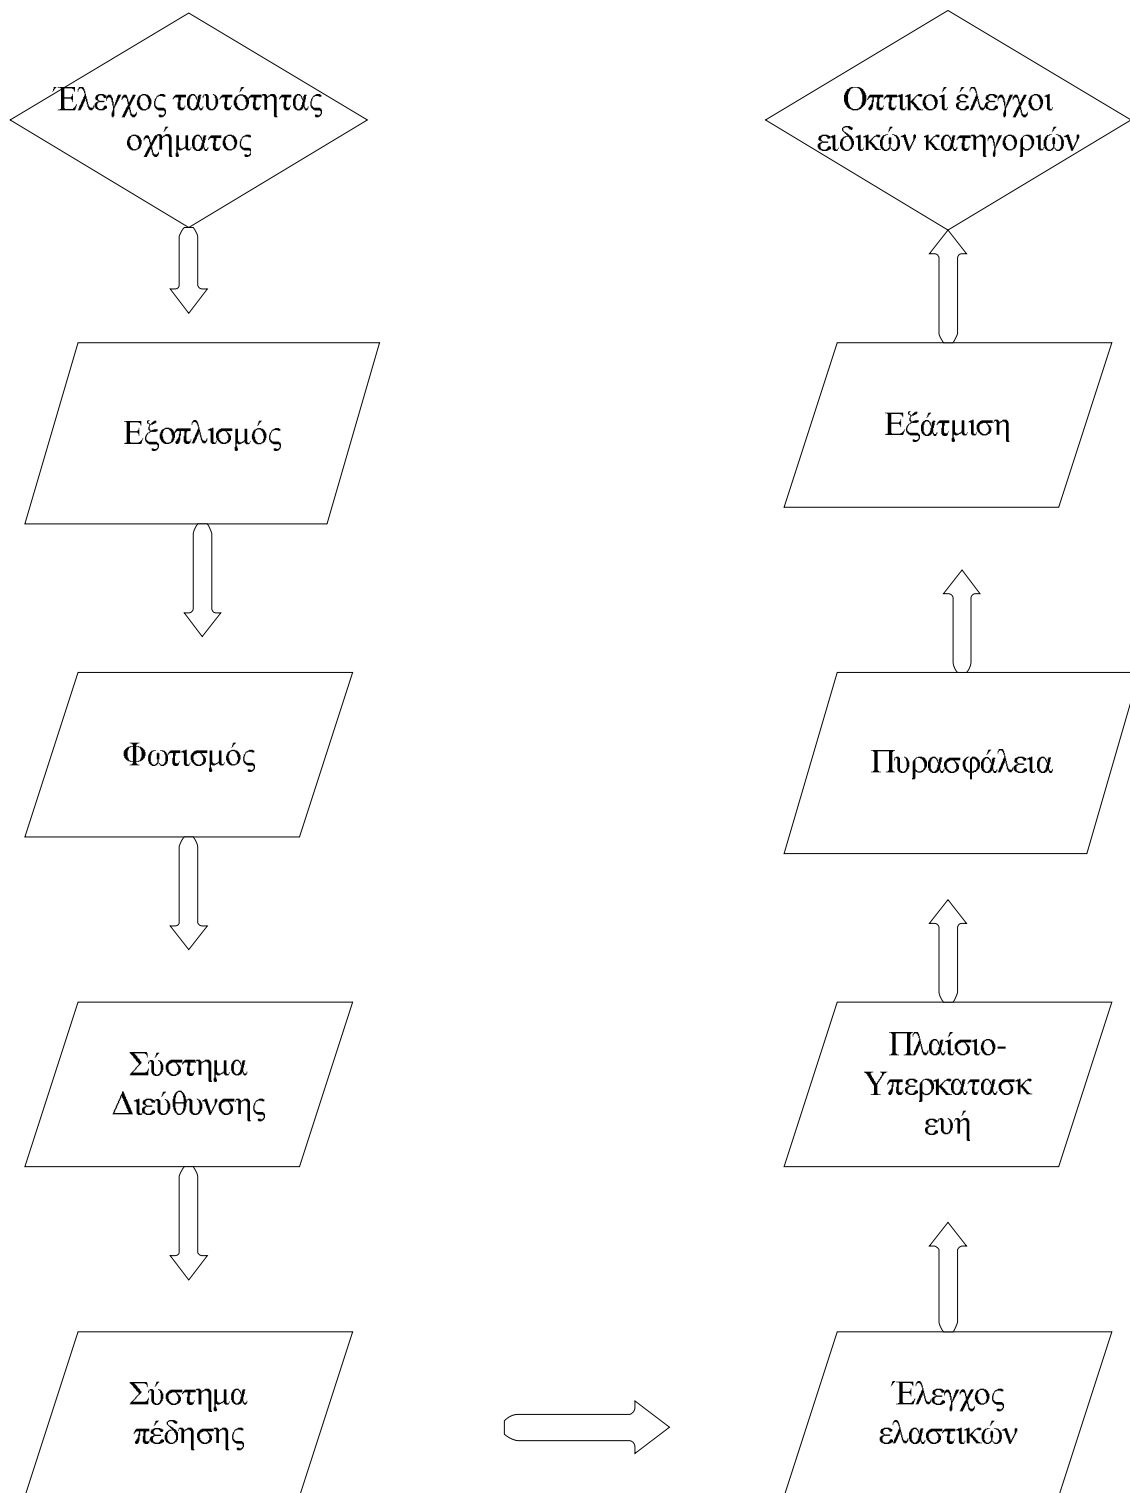 Έλεγχος ταυτότητας
οχήματος
Εξοπλισμός
Φωτισμός
Σύστημα
Διεύθυνσης
Σύστημα
πέδησης
Έλεγχος
ελαστικών
Πλαίσιο-
Υπερκατασκ
ευή
Πυρασφάλεια
Εξάτμιση
Οπτικοί έλεγχοι
ειδικών κατηγοριών